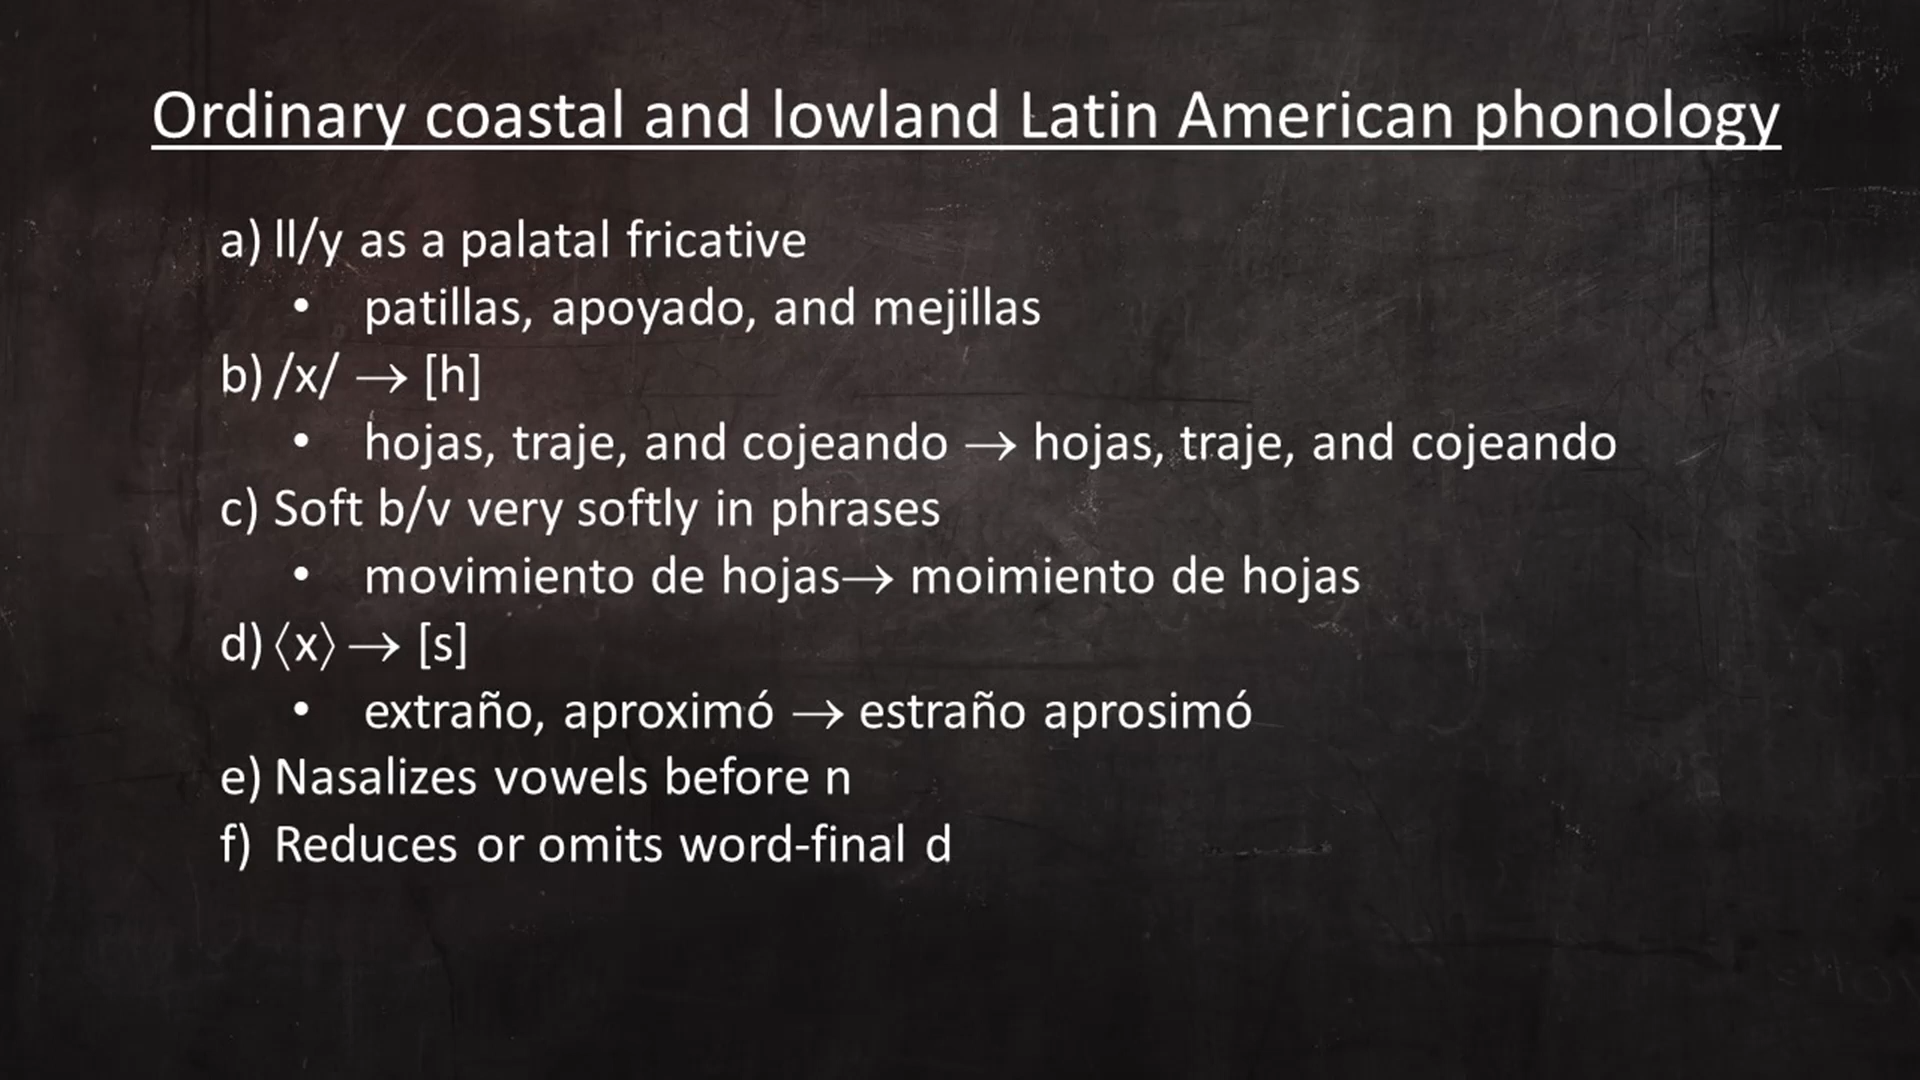 Ordinary coastal and lowland Latin American phonology
a) ll/y as a palatal fricative
• patillas, apoyado, and mejillas
b) /x/ → [h]
• hojas, traje, and cojeando → hojas, traje, and cojeando
c) Soft b/v very softly in phrases
• movimiento de hojas→ moimiento de hojas
d) ⟨x⟩ → [s]
• extraño, aproximó → estraño aprosimó
e) Nasalizes vowels before n
f) Reduces or omits word-final d